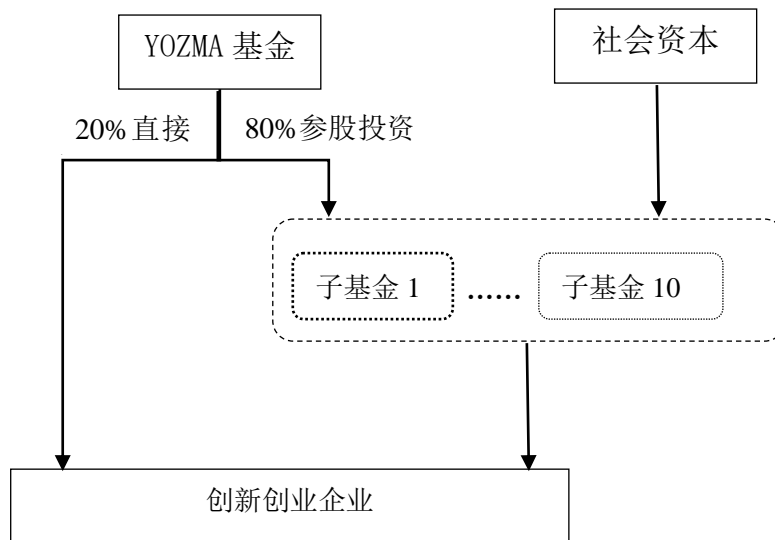 YOZMA 基金
社会资本
20%直接
80%参股投资
子基金 1
……
子基金 10
创新创业企业